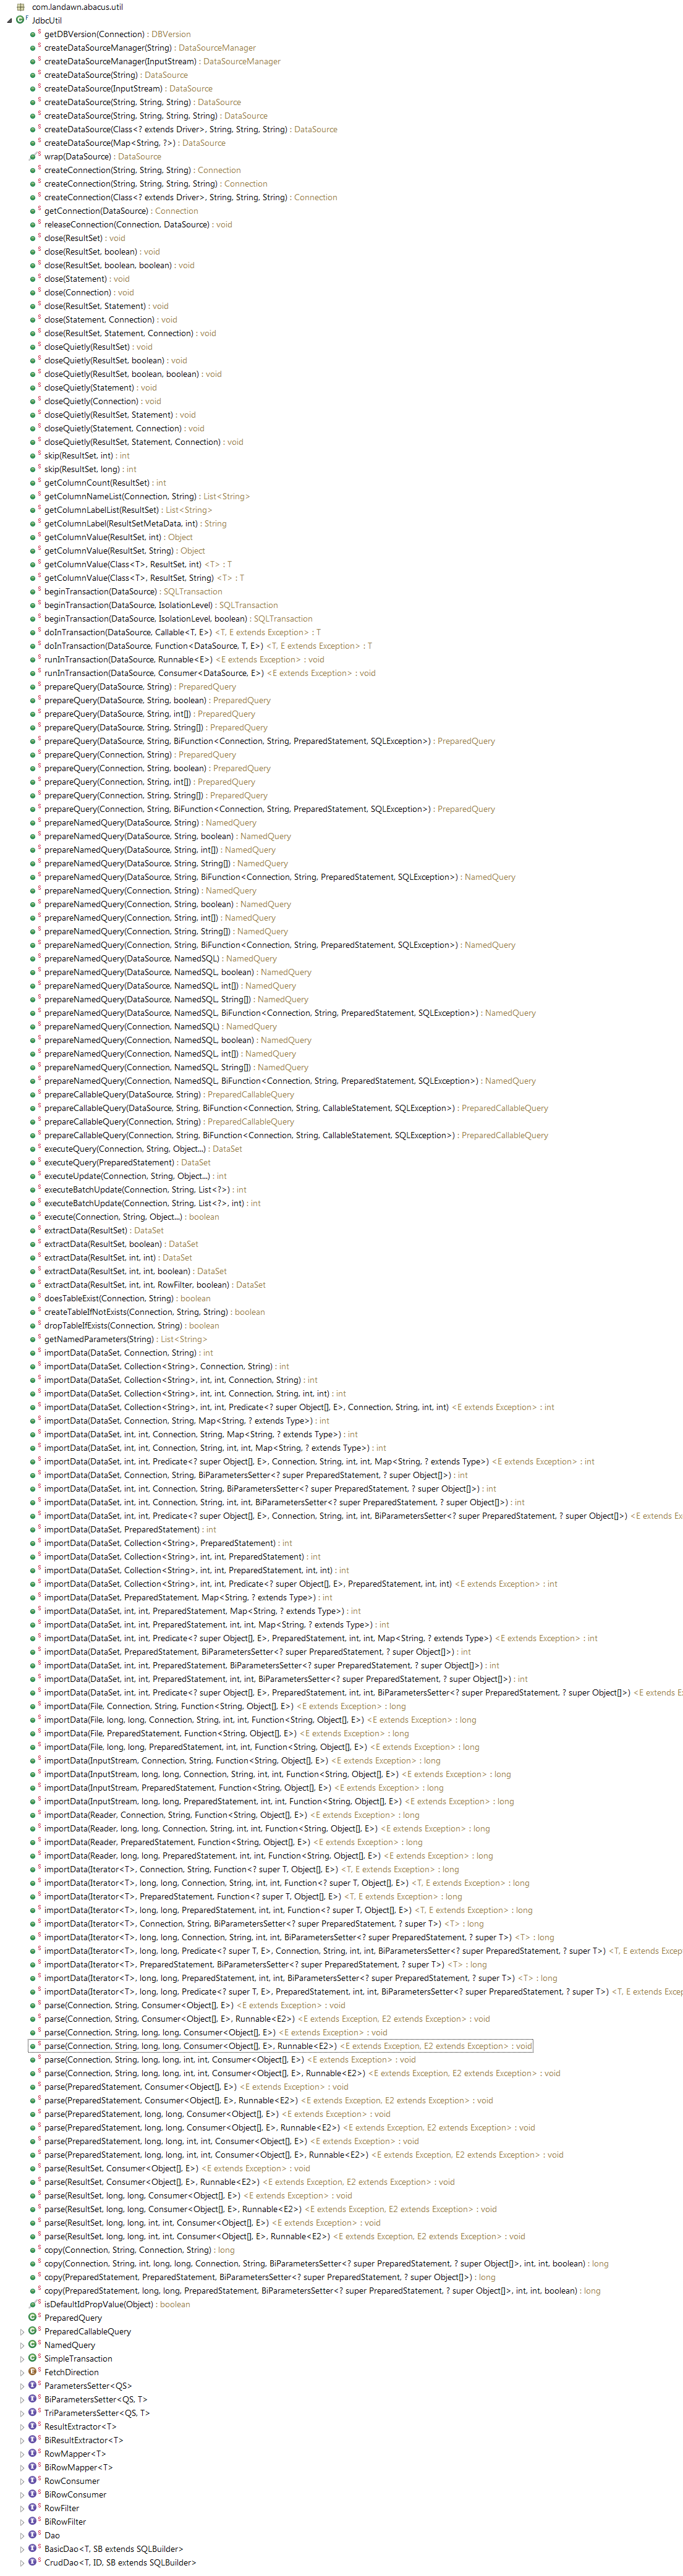 com.landawn.abacus.util
JdbcUtil
getDBVersion(Connection) : DBVersion
createDataSourceManager(String) : DataSourceManager
createDataSourceManager(InputStream) : DataSourceManager
createDataSource(String) : DataSource
createDataSource(InputStream) : DataSource
createDataSource(String, String, String) : DataSource
createDataSource(String, String, String, String) : DataSource
createDataSource(Class<? extends Driver>, String, String, String) : DataSource
createDataSource(Map<String, ?>) : DataSource
wrap(DataSource) : DataSource
createConnection(String, String, String) : Connection
createConnection(String, String, String, String) : Connection
createConnection(Class<? extends Driver>, String, String, String) : Connection
getConnection(DataSource) : Connection
releaseConnection(Connection, DataSource) : void
close(ResultSet) : void
close(ResultSet, boolean) : void
close(ResultSet, boolean, boolean) : void
close(Statement) : void
close(Connection) : void
close(ResultSet, Statement) : void
close(Statement, Connection) : void
close(ResultSet, Statement, Connection) : void
closeQuietly(ResultSet) : void
closeQuietly(ResultSet, boolean) : void
closeQuietly(ResultSet, boolean, boolean) : void
closeQuietly(Statement) : void
closeQuietly(Connection) : void
closeQuietly(ResultSet, Statement) : void
closeQuietly(Statement, Connection) : void
closeQuietly(ResultSet, Statement, Connection) : void
skip(ResultSet, int) : int
skip(ResultSet, long) : int
getColumnCount(ResultSet) : int
getColumnNameList(Connection, String) : List<String>
getColumnLabelList(ResultSet) : List<String>
getColumnLabel(ResultSetMetaData, int) : String
getColumnValue(ResultSet, int) : Object
getColumnValue(ResultSet, String) : Object
getColumnValue(Class<T>, ResultSet, int) <T> : T
getColumnValue(Class<T>, ResultSet, String) <T> : T
beginTransaction(DataSource) : SQLTransaction
beginTransaction(DataSource, IsolationLevel) : SQLTransaction
beginTransaction(DataSource, IsolationLevel, boolean) : SQLTransaction
doInTransaction(DataSource, Callable<T, E>) <T, E extends Exception> : T
doInTransaction(DataSource, Function<DataSource, T, E>) <T, E extends Exception> : T
runInTransaction(DataSource, Runnable<E>) <E extends Exception> : void
runInTransaction(DataSource, Consumer<DataSource, E>) <E extends Exception> : void
prepareQuery(DataSource, String) : PreparedQuery
prepareQuery(DataSource, String, boolean) : PreparedQuery
prepareQuery(DataSource, String, int[]) : PreparedQuery
prepareQuery(DataSource, String, String[]) : PreparedQuery
prepareQuery(DataSource, String, BiFunction<Connection, String, PreparedStatement, SQLException>) : PreparedQuery
prepareQuery(Connection, String) : PreparedQuery
prepareQuery(Connection, String, boolean) : PreparedQuery
prepareQuery(Connection, String, int[]) : PreparedQuery
prepareQuery(Connection, String, String[]) : PreparedQuery
prepareQuery(Connection, String, BiFunction<Connection, String, PreparedStatement, SQLException>) : PreparedQuery
prepareNamedQuery(DataSource, String) : NamedQuery
prepareNamedQuery(DataSource, String, boolean) : NamedQuery
prepareNamedQuery(DataSource, String, int[]) : NamedQuery
prepareNamedQuery(DataSource, String, String[]) : NamedQuery
prepareNamedQuery(DataSource, String, BiFunction<Connection, String, PreparedStatement, SQLException>) : NamedQuery
prepareNamedQuery(Connection, String) : NamedQuery
prepareNamedQuery(Connection, String, boolean) : NamedQuery
prepareNamedQuery(Connection, String, int[]) : NamedQuery
prepareNamedQuery(Connection, String, String[]) : NamedQuery
prepareNamedQuery(Connection, String, BiFunction<Connection, String, PreparedStatement, SQLException>) : NamedQuery
prepareNamedQuery(DataSource, NamedSQL) : NamedQuery
prepareNamedQuery(DataSource, NamedSQL, boolean) : NamedQuery
prepareNamedQuery(DataSource, NamedSQL, int[]) : NamedQuery
prepareNamedQuery(DataSource, NamedSQL, String[]) : NamedQuery
prepareNamedQuery(DataSource, NamedSQL, BiFunction<Connection, String, PreparedStatement, SQLException>) : NamedQuery
prepareNamedQuery(Connection, NamedSQL) : NamedQuery
prepareNamedQuery(Connection, NamedSQL, boolean) : NamedQuery
prepareNamedQuery(Connection, NamedSQL, int[]) : NamedQuery
prepareNamedQuery(Connection, NamedSQL, String[]) : NamedQuery
prepareNamedQuery(Connection, NamedSQL, BiFunction<Connection, String, PreparedStatement, SQLException>) : NamedQuery
prepareCallableQuery(DataSource, String) : PreparedCallableQuery
prepareCallableQuery(DataSource, String, BiFunction<Connection, String, CallableStatement, SQLException>) : PreparedCallableQuery
prepareCallableQuery(Connection, String) : PreparedCallableQuery
prepareCallableQuery(Connection, String, BiFunction<Connection, String, CallableStatement, SQLException>) : PreparedCallableQuery
executeQuery(Connection, String, Object...) : DataSet
executeQuery(PreparedStatement) : DataSet
executeUpdate(Connection, String, Object...) : int
executeBatchUpdate(Connection, String, List<?>) : int
executeBatchUpdate(Connection, String, List<?>, int) : int
execute(Connection, String, Object...) : boolean
extractData(ResultSet) : DataSet
extractData(ResultSet, boolean) : DataSet
extractData(ResultSet, int, int) : DataSet
extractData(ResultSet, int, int, boolean) : DataSet
extractData(ResultSet, int, int, RowFilter, boolean) : DataSet
doesTableExist(Connection, String) : boolean
createTableIfNotExists(Connection, String, String) : boolean
dropTableIfExists(Connection, String) : boolean
getNamedParameters(String) : List<String>
importData(DataSet, Connection, String) : int
importData(DataSet, Collection<String>, Connection, String) : int
importData(DataSet, Collection<String>, int, int, Connection, String) : int
importData(DataSet, Collection<String>, int, int, Connection, String, int, int) : int
importData(DataSet, Collection<String>, int, int, Predicate<? super Object[], E>, Connection, String, int, int) <E extends Exception> : int
importData(DataSet, Connection, String, Map<String, ? extends Type>) : int
importData(DataSet, int, int, Connection, String, Map<String, ? extends Type>) : int
importData(DataSet, int, int, Connection, String, int, int, Map<String, ? extends Type>) : int
importData(DataSet, int, int, Predicate<? super Object[], E>, Connection, String, int, int, Map<String, ? extends Type>) <E extends Exception> : int
importData(DataSet, Connection, String, BiParametersSetter<? super PreparedStatement, ? super Object[]>) : int
importData(DataSet, int, int, Connection, String, BiParametersSetter<? super PreparedStatement, ? super Object[]>) : int
importData(DataSet, int, int, Connection, String, int, int, BiParametersSetter<? super PreparedStatement, ? super Object[]>) : int
importData(DataSet, int, int, Predicate<? super Object[], E>, Connection, String, int, int, BiParametersSetter<? super PreparedStatement, ? super Object[]>) <E extends Exception
importData(DataSet, PreparedStatement) : int
importData(DataSet, Collection<String>, PreparedStatement) : int
importData(DataSet, Collection<String>, int, int, PreparedStatement) : int
importData(DataSet, Collection<String>, int, int, PreparedStatement, int, int) : int
importData(DataSet, Collection<String>, int, int, Predicate<? super Object[], E>, PreparedStatement, int, int) <E extends Exception> : int
importData(DataSet, PreparedStatement, Map<String, ? extends Type>) : int
importData(DataSet, int, int, PreparedStatement, Map<String, ? extends Type>) : int
importData(DataSet, int, int, PreparedStatement, int, int, Map<String, ? extends Type>) : int
importData(DataSet, int, int, Predicate<? super Object[], E>, PreparedStatement, int, int, Map<String, ? extends Type>) <E extends Exception> : int
importData(DataSet, PreparedStatement, BiParametersSetter<? super PreparedStatement, ? super Object[]>) : int
importData(DataSet, int, int, PreparedStatement, BiParametersSetter<? super PreparedStatement, ? super Object[]>) : int
importData(DataSet, int, int, PreparedStatement, int, int, BiParametersSetter<? super PreparedStatement, ? super Object[]>) : int
importData(DataSet, int, int, Predicate<? super Object[], E>, PreparedStatement, int, int, BiParametersSetter<? super PreparedStatement, ? super Object[]>) <E extends E
importData(File, Connection, String, Function<String, Object[], E>) <E extends Exception> : long
importData(File, long, long, Connection, String, int, int, Function<String, Object[], E>) <E extends Exception> : long
importData(File, PreparedStatement, Function<String, Object[], E>) <E extends Exception> : long
importData(File, long, long, PreparedStatement, int, int, Function<String, Object[], E>) <E extends Exception> : long
importData(InputStream, Connection, String, Function<String, Object[], E>) <E extends Exception> : long
importData(InputStream, long, long, Connection, String, int, int, Function<String, Object[], E>) <E extends Exception> : long
importData(InputStream, PreparedStatement, Function<String, Object[], E>) <E extends Exception> : long
importData(InputStream, long, long, PreparedStatement, int, int, Function<String, Object[], E>) <E extends Exception> : long
importData(Reader, Connection, String, Function<String, Object[], E>) <E extends Exception> : long
importData(Reader, long, long, Connection, String, int, int, Function<String, Object[], E>) <E extends Exception> : long
importData(Reader, PreparedStatement, Function<String, Object[], E>) <E extends Exception> : long
importData(Reader, long, long, PreparedStatement, int, int, Function<String, Object[], E>) <E extends Exception> : long
importData(Iterator<T>, Connection, String, Function<? super T, Object[], E>) <T, E extends Exception> : long
importData(Iterator<T>, long, long, Connection, String, int, int, Function<? super T, Object[], E>) <T, E extends Exception> : long
importData(Iterator<T>, PreparedStatement, Function<? super T, Object[], E>) <T, E extends Exception> : long
importData(Iterator<T>, long, long, PreparedStatement, int, int, Function<? super T, Object[], E>) <T, E extends Exception> : long
importData(Iterator<T>, Connection, String, BiParametersSetter<? super PreparedStatement, ? super T>) <T> : long
importData(Iterator<T>, long, long, Connection, String, int, int, BiParametersSetter<? super PreparedStatement, ? super T>) <T> : long
importData(Iterator<T>, long, long, Predicate<? super T, E>, Connection, String, int, int, BiParametersSetter<? super PreparedStatement, ? super T>) <T, E extends Excep
importData(Iterator<T>, PreparedStatement, BiParametersSetter<? super PreparedStatement, ? super T>) <T> : long
importData(Iterator<T>, long, long, PreparedStatement, int, int, BiParametersSetter<? super PreparedStatement, ? super T>) <T> : long
importData(Iterator<T>, long, long, Predicate<? super T, E>, PreparedStatement, int, int, BiParametersSetter<? super PreparedStatement, ? super T>) <T, E extends Excep
parse(Connection, String, Consumer<Object[], E>) <E extends Exception> : void
parse(Connection, String, Consumer<Object[], E>, Runnable<E2>) <E extends Exception, E2 extends Exception> : void
parse(Connection, String, long, long, Consumer<Object[], E>) <E extends Exception> : void
parse(Connection, String, long, long, Consumer<Object[], E>, Runnable<E2>) <E extends Exception, E2 extends Exception> : void
parse(Connection, String, long, long, int, int, Consumer<Object[], E>) <E extends Exception> : void
parse(Connection, String, long, long, int, int, Consumer<Object[], E>, Runnable<E2>) <E extends Exception, E2 extends Exception> : void
parse(PreparedStatement, Consumer<Object[], E>) <E extends Exception> : void
parse(PreparedStatement, Consumer<Object[], E>, Runnable<E2>) <E extends Exception, E2 extends Exception> : void
parse(PreparedStatement, long, long, Consumer<Object[], E>) <E extends Exception> : void
parse(PreparedStatement, long, long, Consumer<Object[], E>, Runnable<E2>) <E extends Exception, E2 extends Exception> : void
parse(PreparedStatement, long, long, int, int, Consumer<Object[], E>) <E extends Exception> : void
parse(PreparedStatement, long, long, int, int, Consumer<Object[], E>, Runnable<E2>) <E extends Exception, E2 extends Exception> : void
parse(ResultSet, Consumer<Object[], E>) <E extends Exception> : void
parse(ResultSet, Consumer<Object[], E>, Runnable<E2>) <E extends Exception, E2 extends Exception> : void
parse(ResultSet, long, long, Consumer<Object[], E>) <E extends Exception> : void
parse(ResultSet, long, long, Consumer<Object[], E>, Runnable<E2>) <E extends Exception, E2 extends Exception> : void
parse(ResultSet, long, long, int, int, Consumer<Object[], E>) <E extends Exception> : void
parse(ResultSet, long, long, int, int, Consumer<Object[], E>, Runnable<E2>) <E extends Exception, E2 extends Exception> : void
copy(Connection, String, Connection, String) : long
copy(Connection, String, int, long, long, Connection, String, BiParametersSetter<? super PreparedStatement, ? super Object[]>, int, int, boolean) : long
copy(PreparedStatement, PreparedStatement, BiParametersSetter<? super PreparedStatement, ? super Object[]>) : long
copy(PreparedStatement, long, long, PreparedStatement, BiParametersSetter<? super PreparedStatement, ? super Object[]>, int, int, boolean) : long
isDefaultIdPropValue(Object) : boolean
PreparedQuery
PreparedCallableQuery
NamedQuery
SimpleTransaction
FetchDirection
ParametersSetter<QS>
BiParametersSetter<QS, T>
TriParametersSetter<QS, T>
ResultExtractor<T>
BiResultExtractor<T>
RowMapper<T>
BiRowMapper<T>
RowConsumer
BiRowConsumer
RowFilter
BiRowFilter
Dao
BasicDao<T, SB extends SQLBuilder>
CrudDao<T, ID, SB extends SQLBuilder>